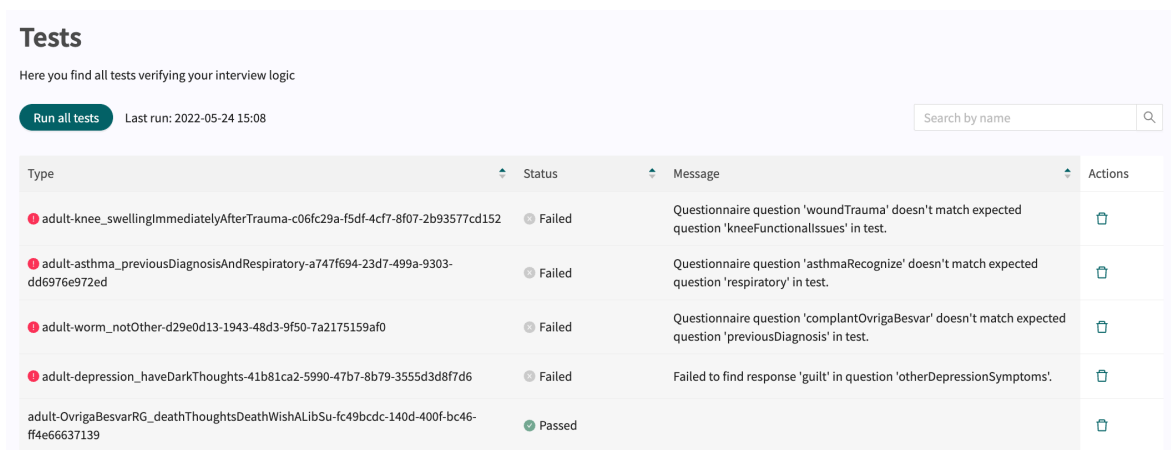 Tests
Here you find all tests verifying your interview logic
Run all tests Last run: 2022-05-24 15:08 Search by name
Type Status Message Actions
adult-knee_swellingImmediatelyAfterTrauma-c06fc29a-f5df-4cf7-8f07-2b93577cd152 Failed Questionnaire question 'woundTrauma' doesn't match expected
question 'kneeFunctionalIssues' in test.
adult-asthma_previousDiagnosisAndRespiratory-a747f694-23d7-499a-9303-
dd6976e972ed Failed Questionnaire question 'asthmaRecognize' doesn't match expected
question 'respiratory' in test.
adult-worm_notOther-d29e0d13-1943-48d3-9f50-7a2175159af0 Failed Questionnaire question 'complantOvrigaBesvar' doesn't match expected
question 'previousDiagnosis' in test.
adult-depression_haveDarkThoughts-41b81ca2-5990-47b7-8b79-3555d3d8f7d6 Failed Failed to find response 'guilt' in question 'otherDepressionSymptoms'.
adult-OvrigaBesvarRG_deathThoughtsDeathWishALibSu-fc49bcdc-140d-400f-bc46-
ff4e66637139 Passed